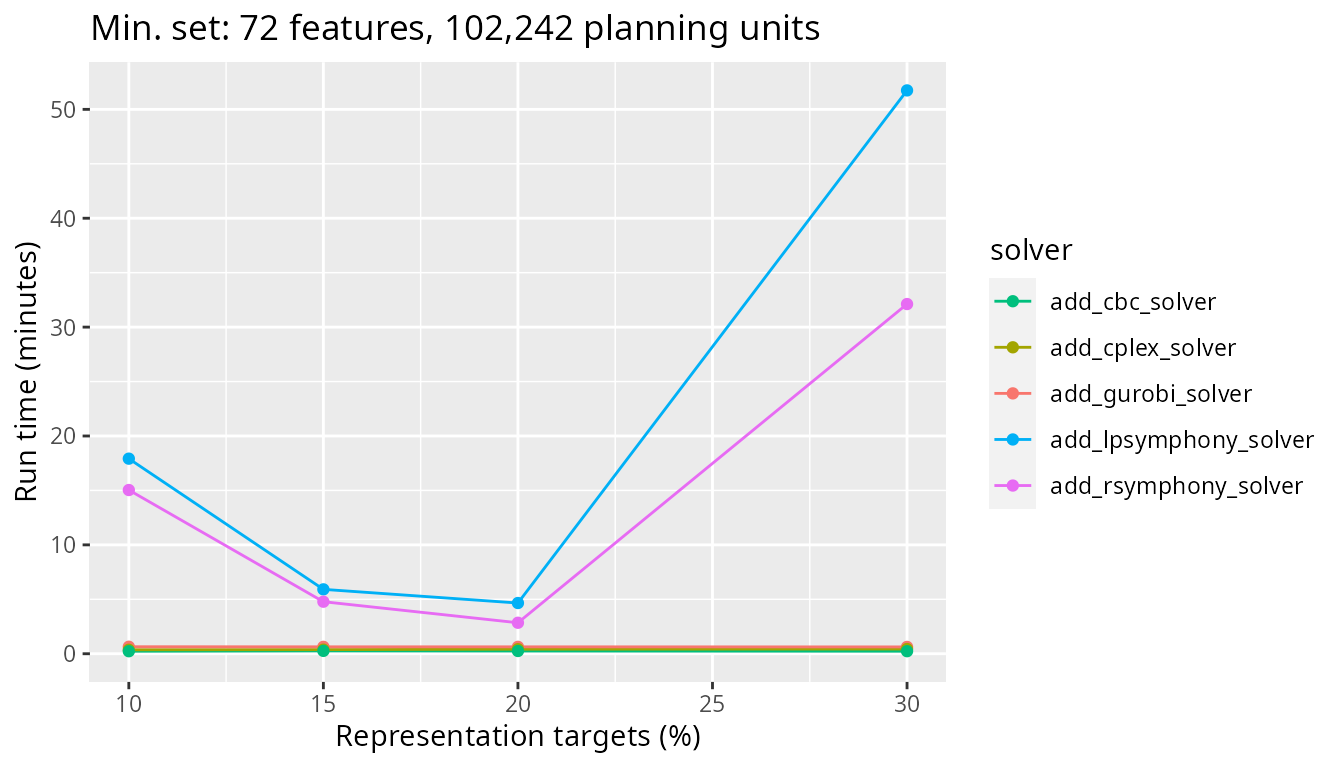 Min. set: 72 features, 102,242 planning units
Run time (minutes)
50
40
30
20
10
0
10 15 20 25 30
Representation targets (%)
solver
add_cbc_solver
add_cplex_solver
add_gurobi_solver
add_lpsymphony_solver
add_rsymphony_solver